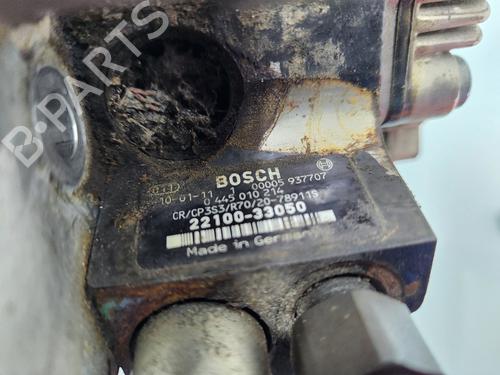 B-PARTS
BOSCH
10-01-11 1 00005 937707
0 445 010 214
CR/CP3S3/R70/20-78911S
22100-33050
Made in Germany